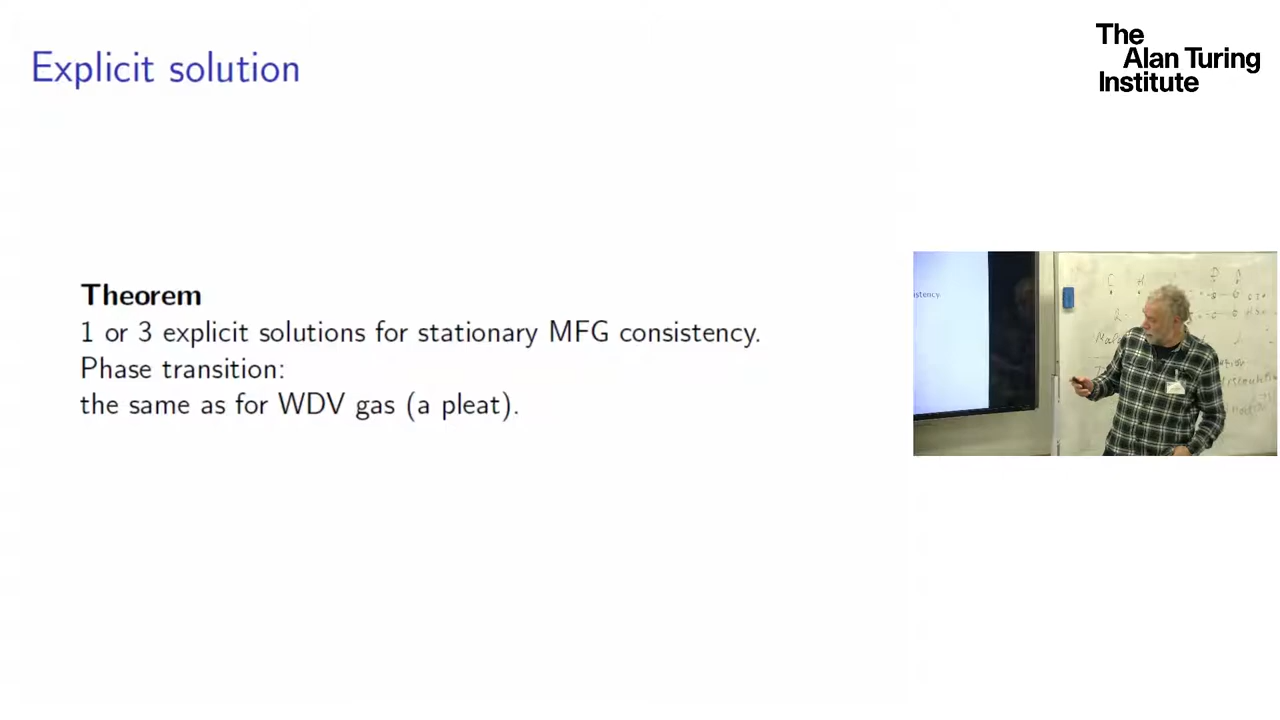 Explicit solution
The
Alan Turing
Institute
Theorem
1 or 3 explicit solutions for stationary MFG consistency.
Phase transition:
the same as for WDV gas (a pleat).
istency.